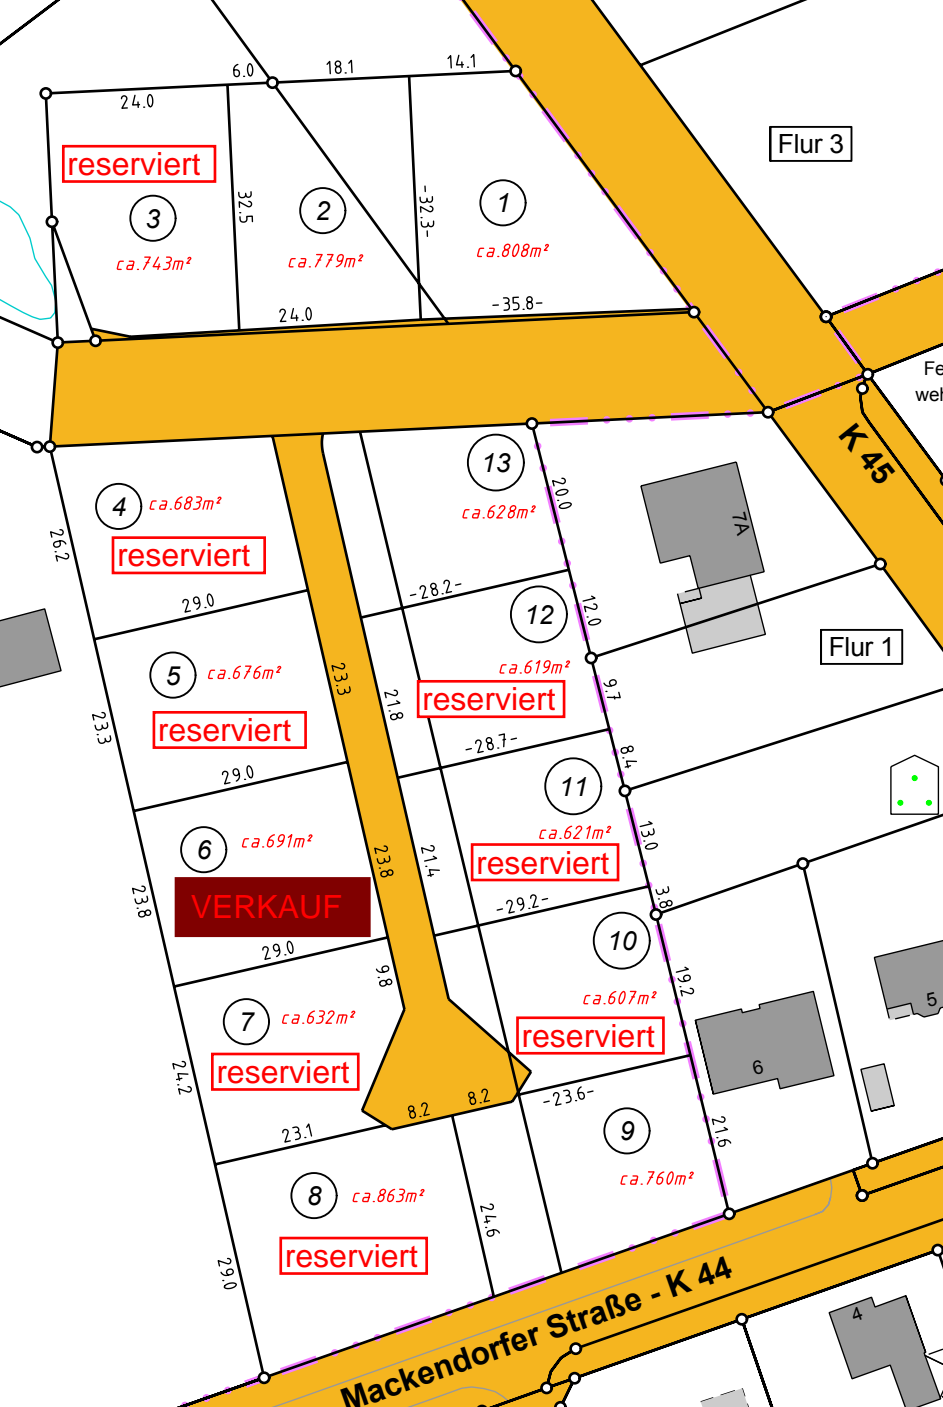 6.0
18.1
14.1
24.0
Flur 3
reserviert
3
32.5
2
-32.3-
1
ca.743m²
ca.779m²
ca.808m²
24.0
-35.8-
Fe
weh
K 45
13
4
ca.683m²
20.0
ca.628m²
7A
26.2
reserviert
29.0
-28.2-
12
12.0
Flur 1
5
ca.676m²
23.3
ca.619m²
9.7
reserviert
21.8
23.3
reserviert
29.0
-28.7-
8.4
11
6
ca.691m²
ca.621m²
13.0
23.8
21.4
reserviert
VERKAUF
23.8
-29.2-
3.8
29.0
10
9.8
19.2
7
ca.632m²
ca.607m²
5
reserviert
24.2
reserviert
6
8.2
8.2
-23.6-
23.1
9
21.6
8
ca.863m²
ca.760m²
24.6
reserviert
29.0
Mackendorfer Straße - K 44
4